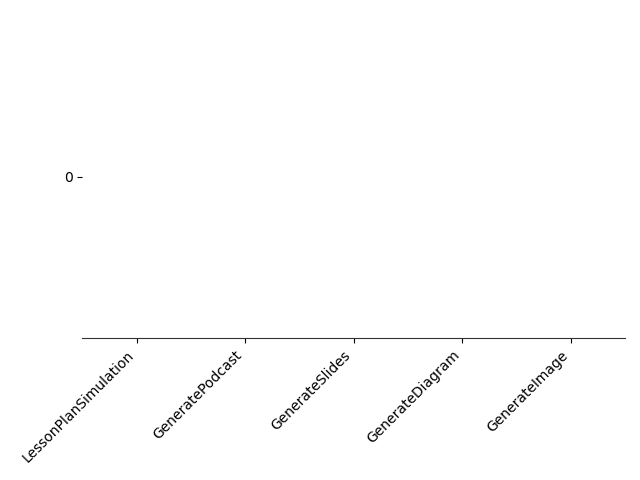 0
LessonPlanSimulation
GeneratePodcast
GenerateSlides
GenerateDiagram
GenerateImage